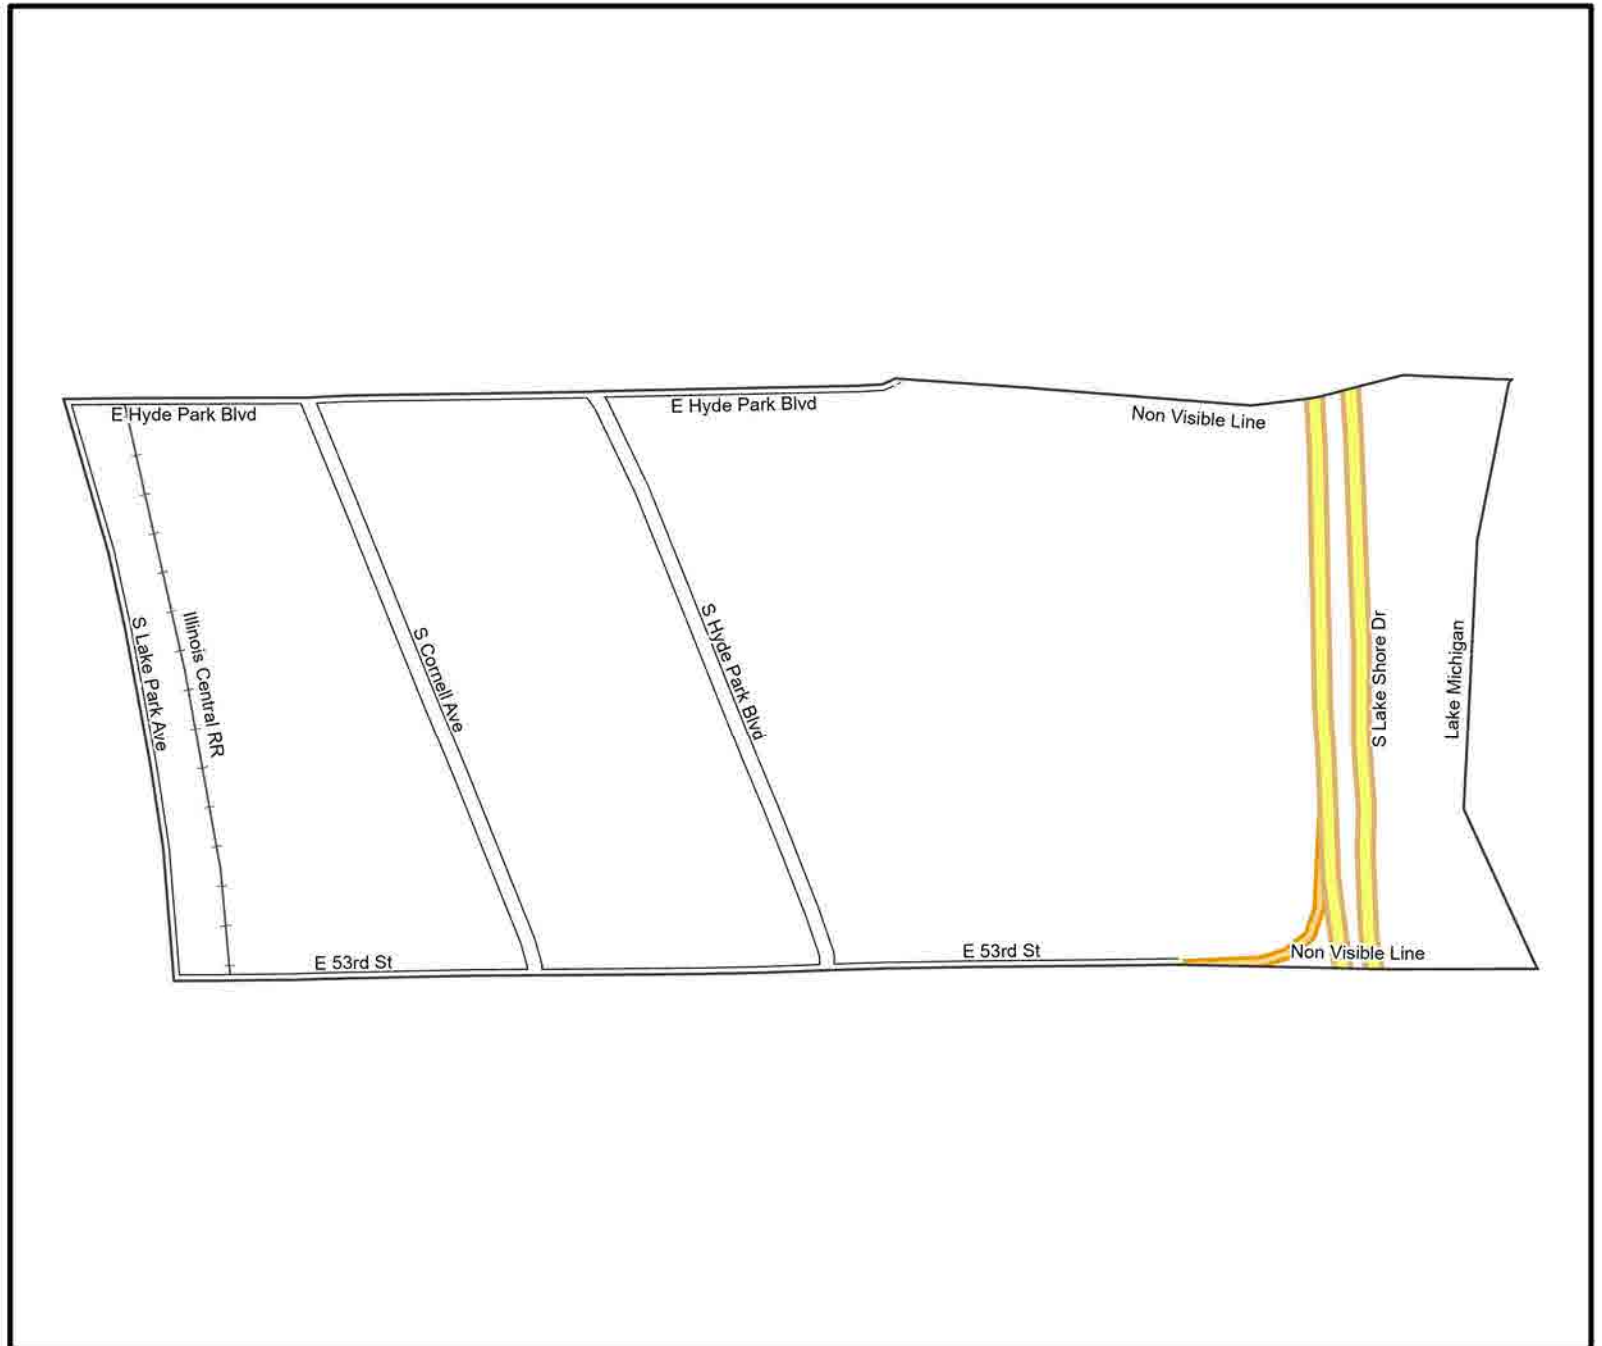 E Hyde Park Blvd
E Hyde Park Blvd
Non Visible Line
S Lake Park Ave
Illinois Central RR
S Cornell Ave
S Hyde Park Blvd
S Lake Shore Dr
Lake Michigan
E 53rd St
E 53rd St
Non Visible Line